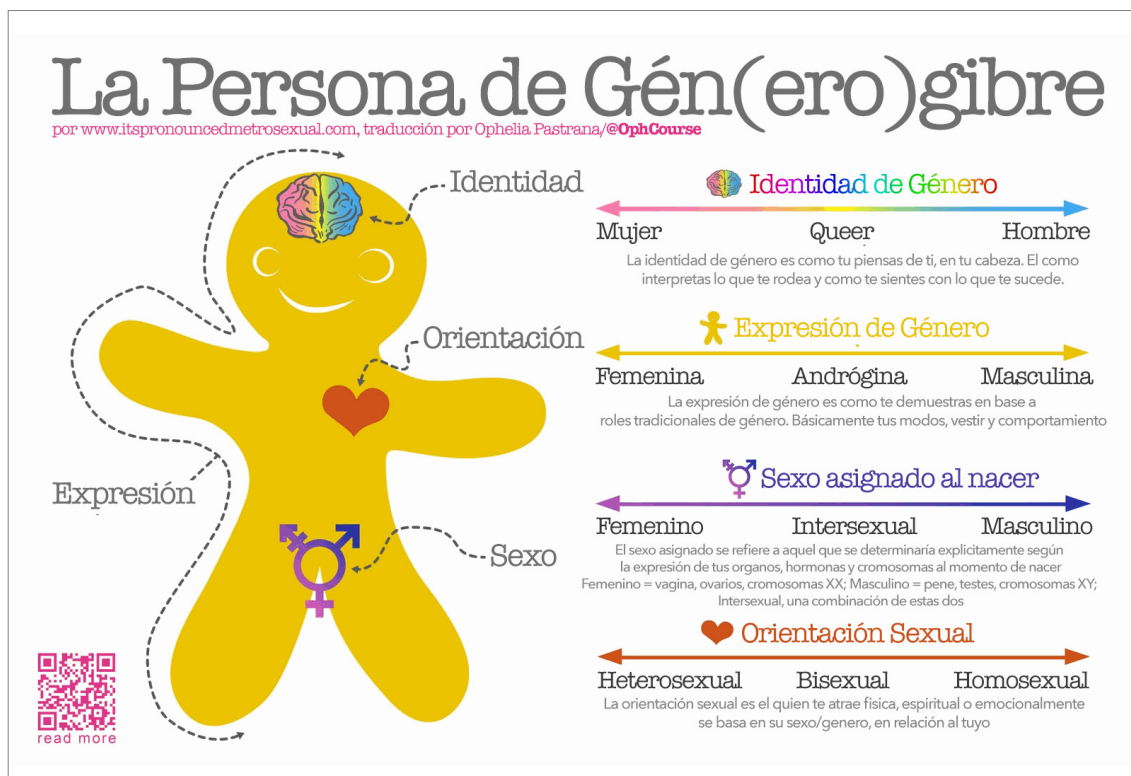 La Persona de Gén(ero)gibre
por www.itspronouncedmetrosexual.com, traducción por Ophelia Pastrana/@OphCourse
Identidad
Orientación
Expresión
Sexo
read more
Identidad de Género
Mujer Queer Hombre
La identidad de género es como tu piensas de ti, en tu cabeza. El como
interpretas lo que te rodea y como te sientes con lo que te sucede.
Expresión de Género
Femenina Andrógina Masculina
La expresión de género es como te demuestras en base a
roles tradicionales de género. Básicamente tus modos, vestir y comportamiento
Sexo asignado al nacer
Femenino Intersexual Masculino
El sexo asignado se refiere a aquel que se determinaría explicitamente según
la expresión de tus organos, hormonas y cromosomas al momento de nacer
Femenino = vagina, ovarios, cromosomas XX; Masculino = pene, testes, cromosomas XY;
Intersexual, una combinación de estas dos
Orientación Sexual
Heterosexual Bisexual Homosexual
La orientación sexual es el quien te atrae fisica, espiritual o emocionalmente
se basa en su sexo/genero, en relación al tuyo